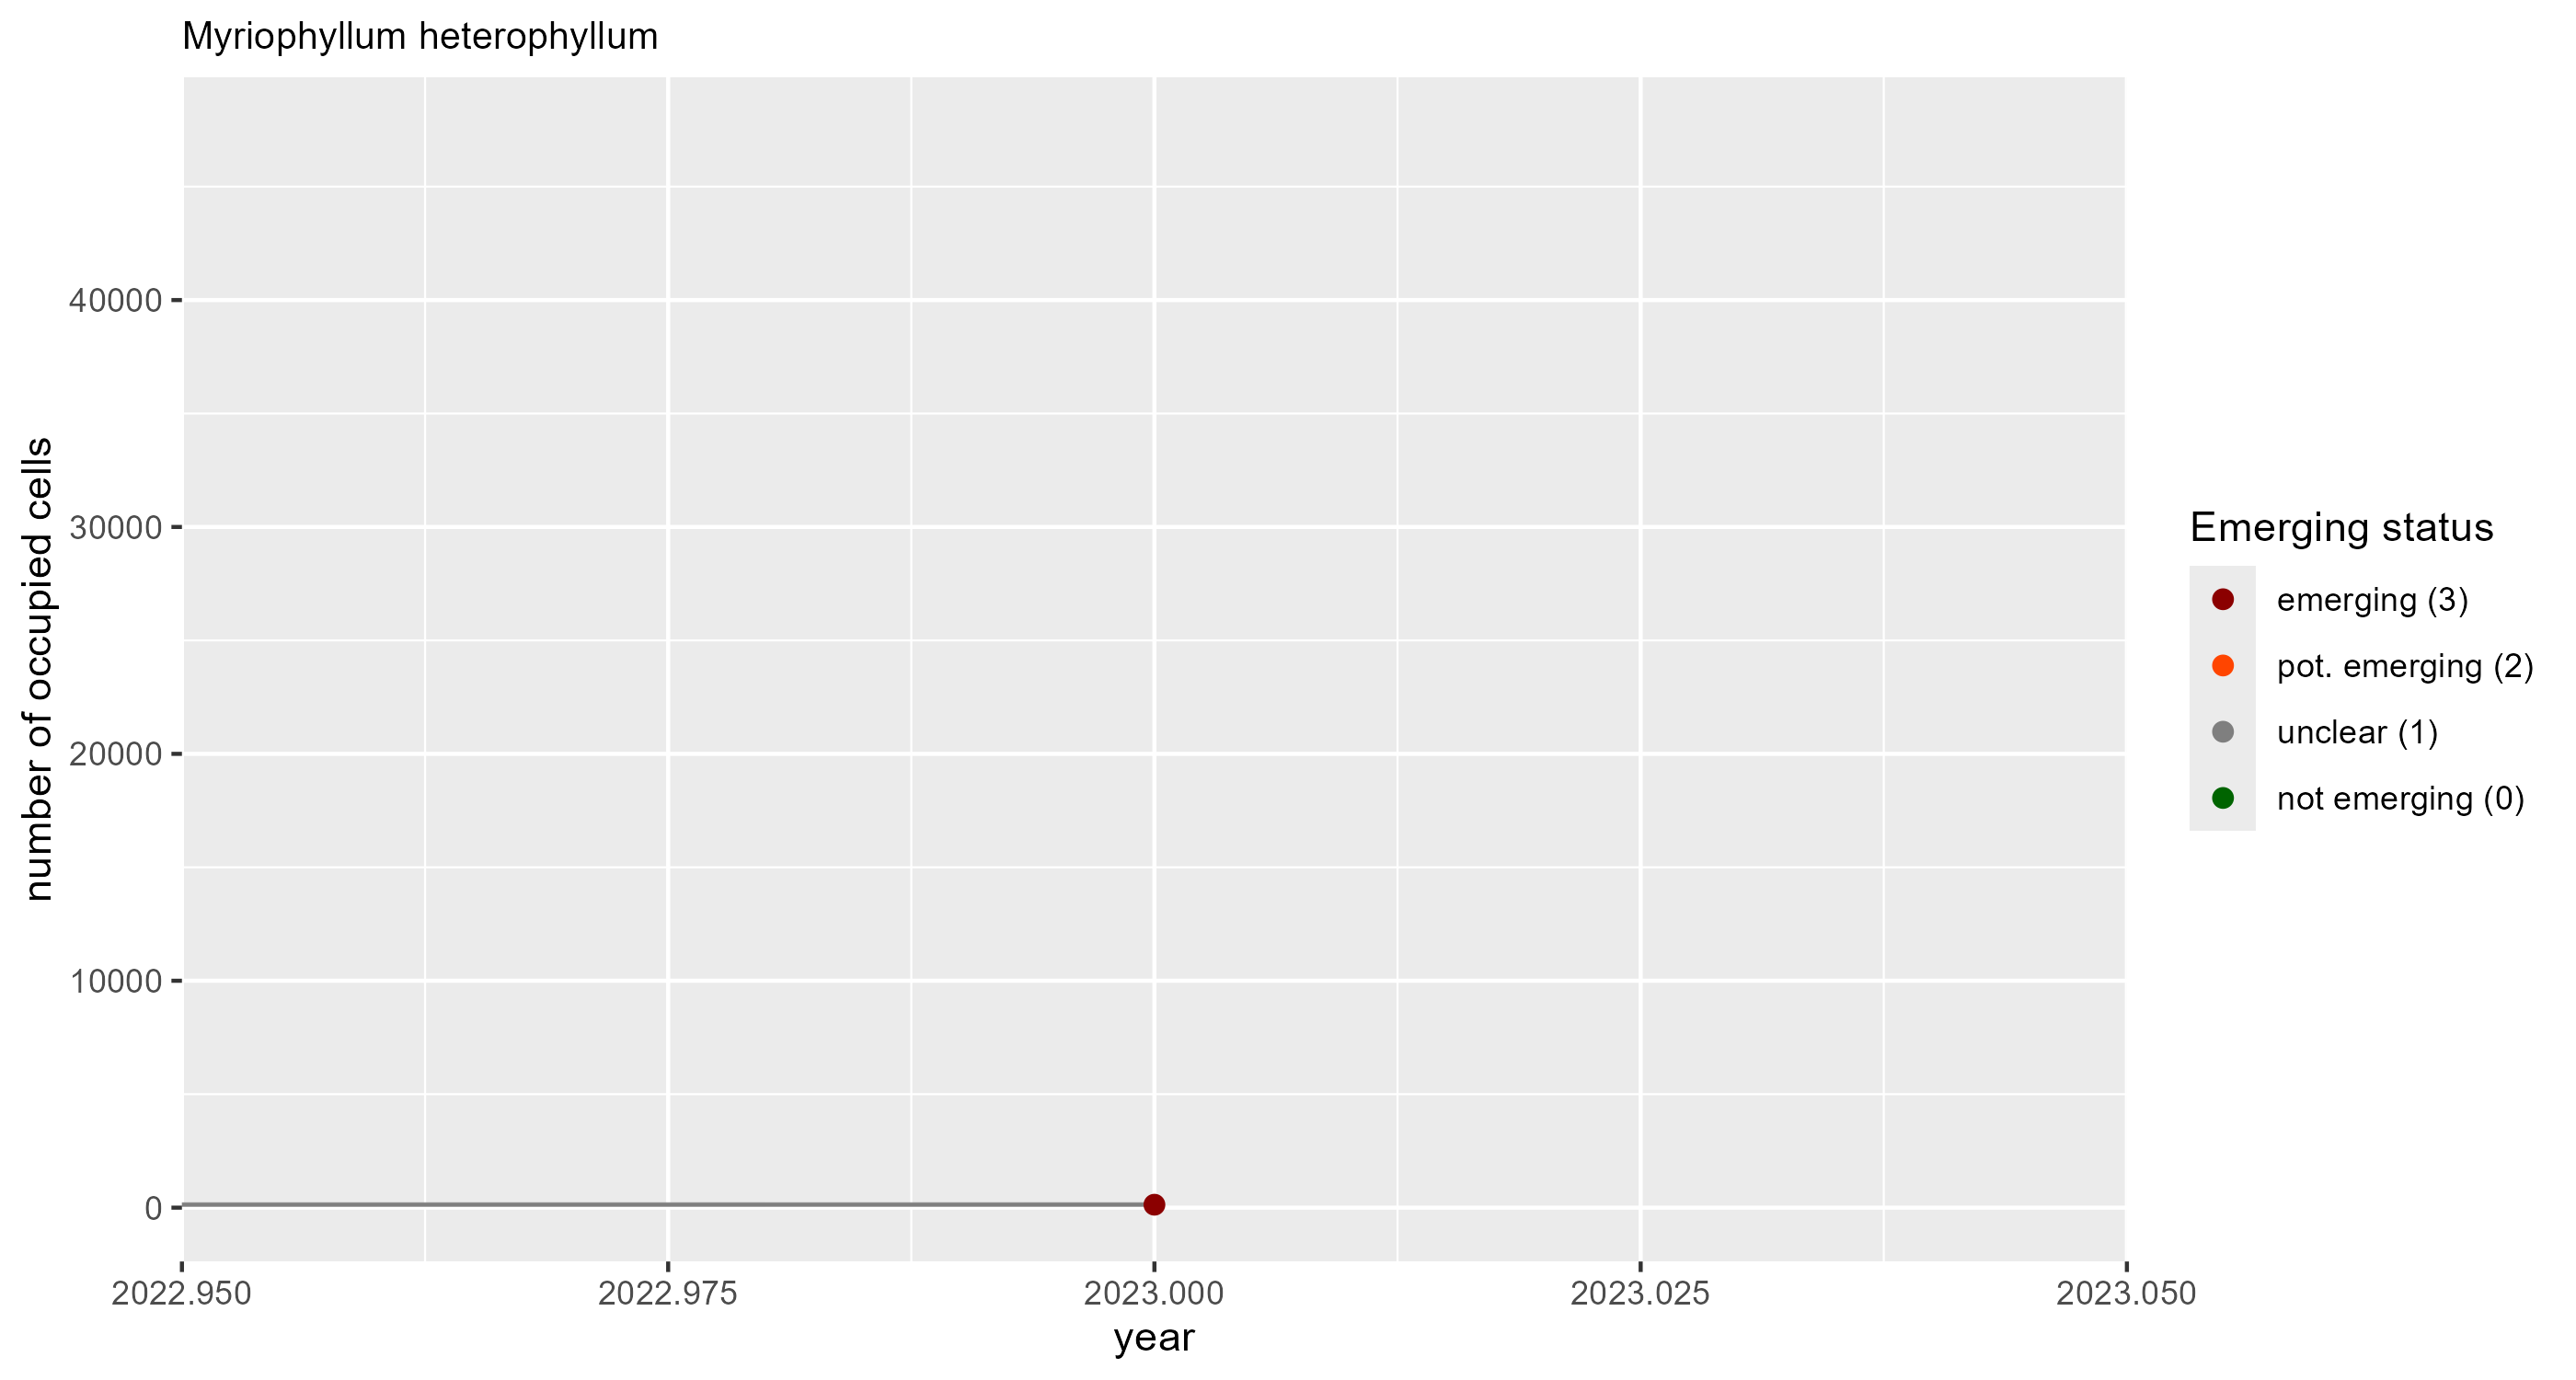 Myriophyllum heterophyllum
number of occupied cells
40000
30000
20000
10000
0
2022.950
2022.975
2023.000
2023.025
2023.050
year
Emerging status
emerging (3)
pot. emerging (2)
unclear (1)
not emerging (0)